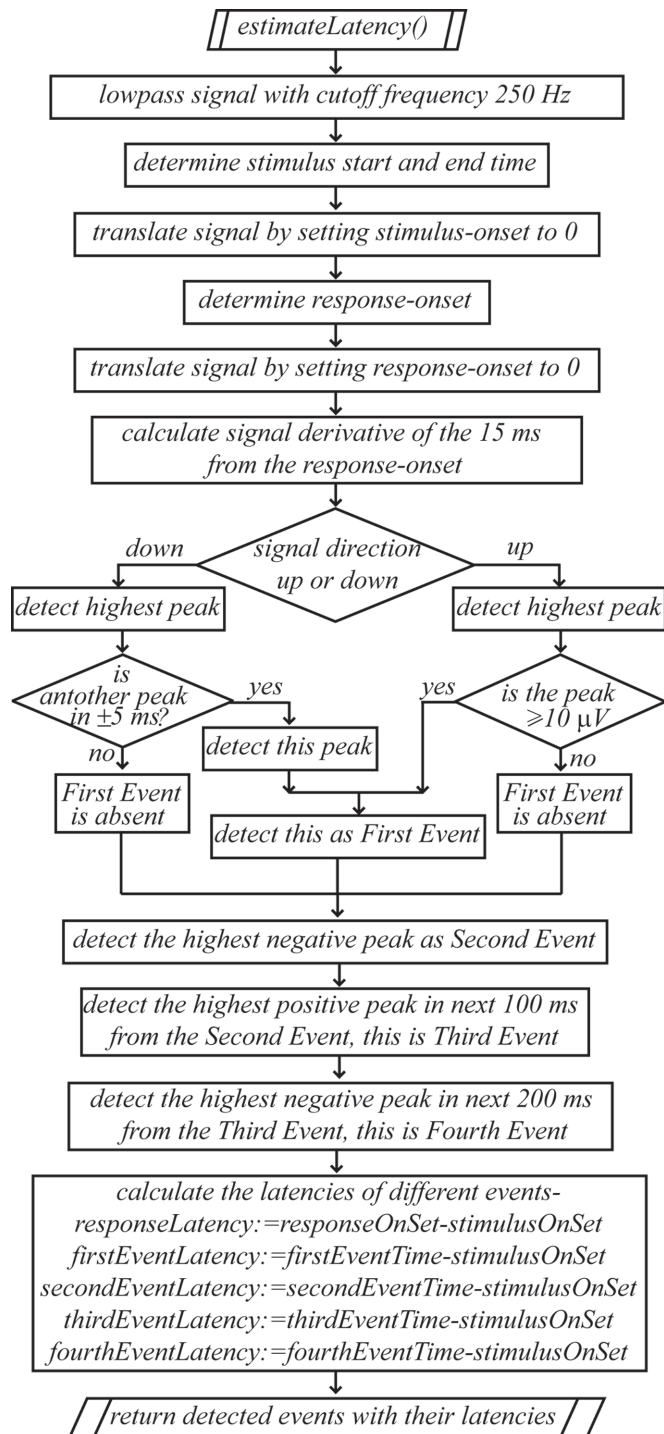 estimateLatency()
lowpass signal with cutoff frequency 250 Hz
determine stimulus start and end time
translate signal by setting stimulus-onset to 0
determine response-onset
translate signal by setting response-onset to 0
calculate signal derivative of the 15 ms
from the response-onset
signal direction
up or down
down
up
detect highest peak
detect highest peak
is
antother peak
in ±5 ms?
yes
no
detect this peak
yes
is the peak
⩾10 μV
no
First Event
is absent
First Event
is absent
detect this as First Event
detect the highest negative peak as Second Event
detect the highest positive peak in next 100 ms
from the Second Event, this is Third Event
detect the highest negative peak in next 200 ms
from the Third Event, this is Fourth Event
calculate the latencies of different events-
responseLatency:=responseOnSet-stimulusOnSet
firstEventLatency:=firstEventTime-stimulusOnSet
secondEventLatency:=secondEventTime-stimulusOnSet
thirdEventLatency:=thirdEventTime-stimulusOnSet
fourthEventLatency:=fourthEventTime-stimulusOnSet
return detected events with their latencies